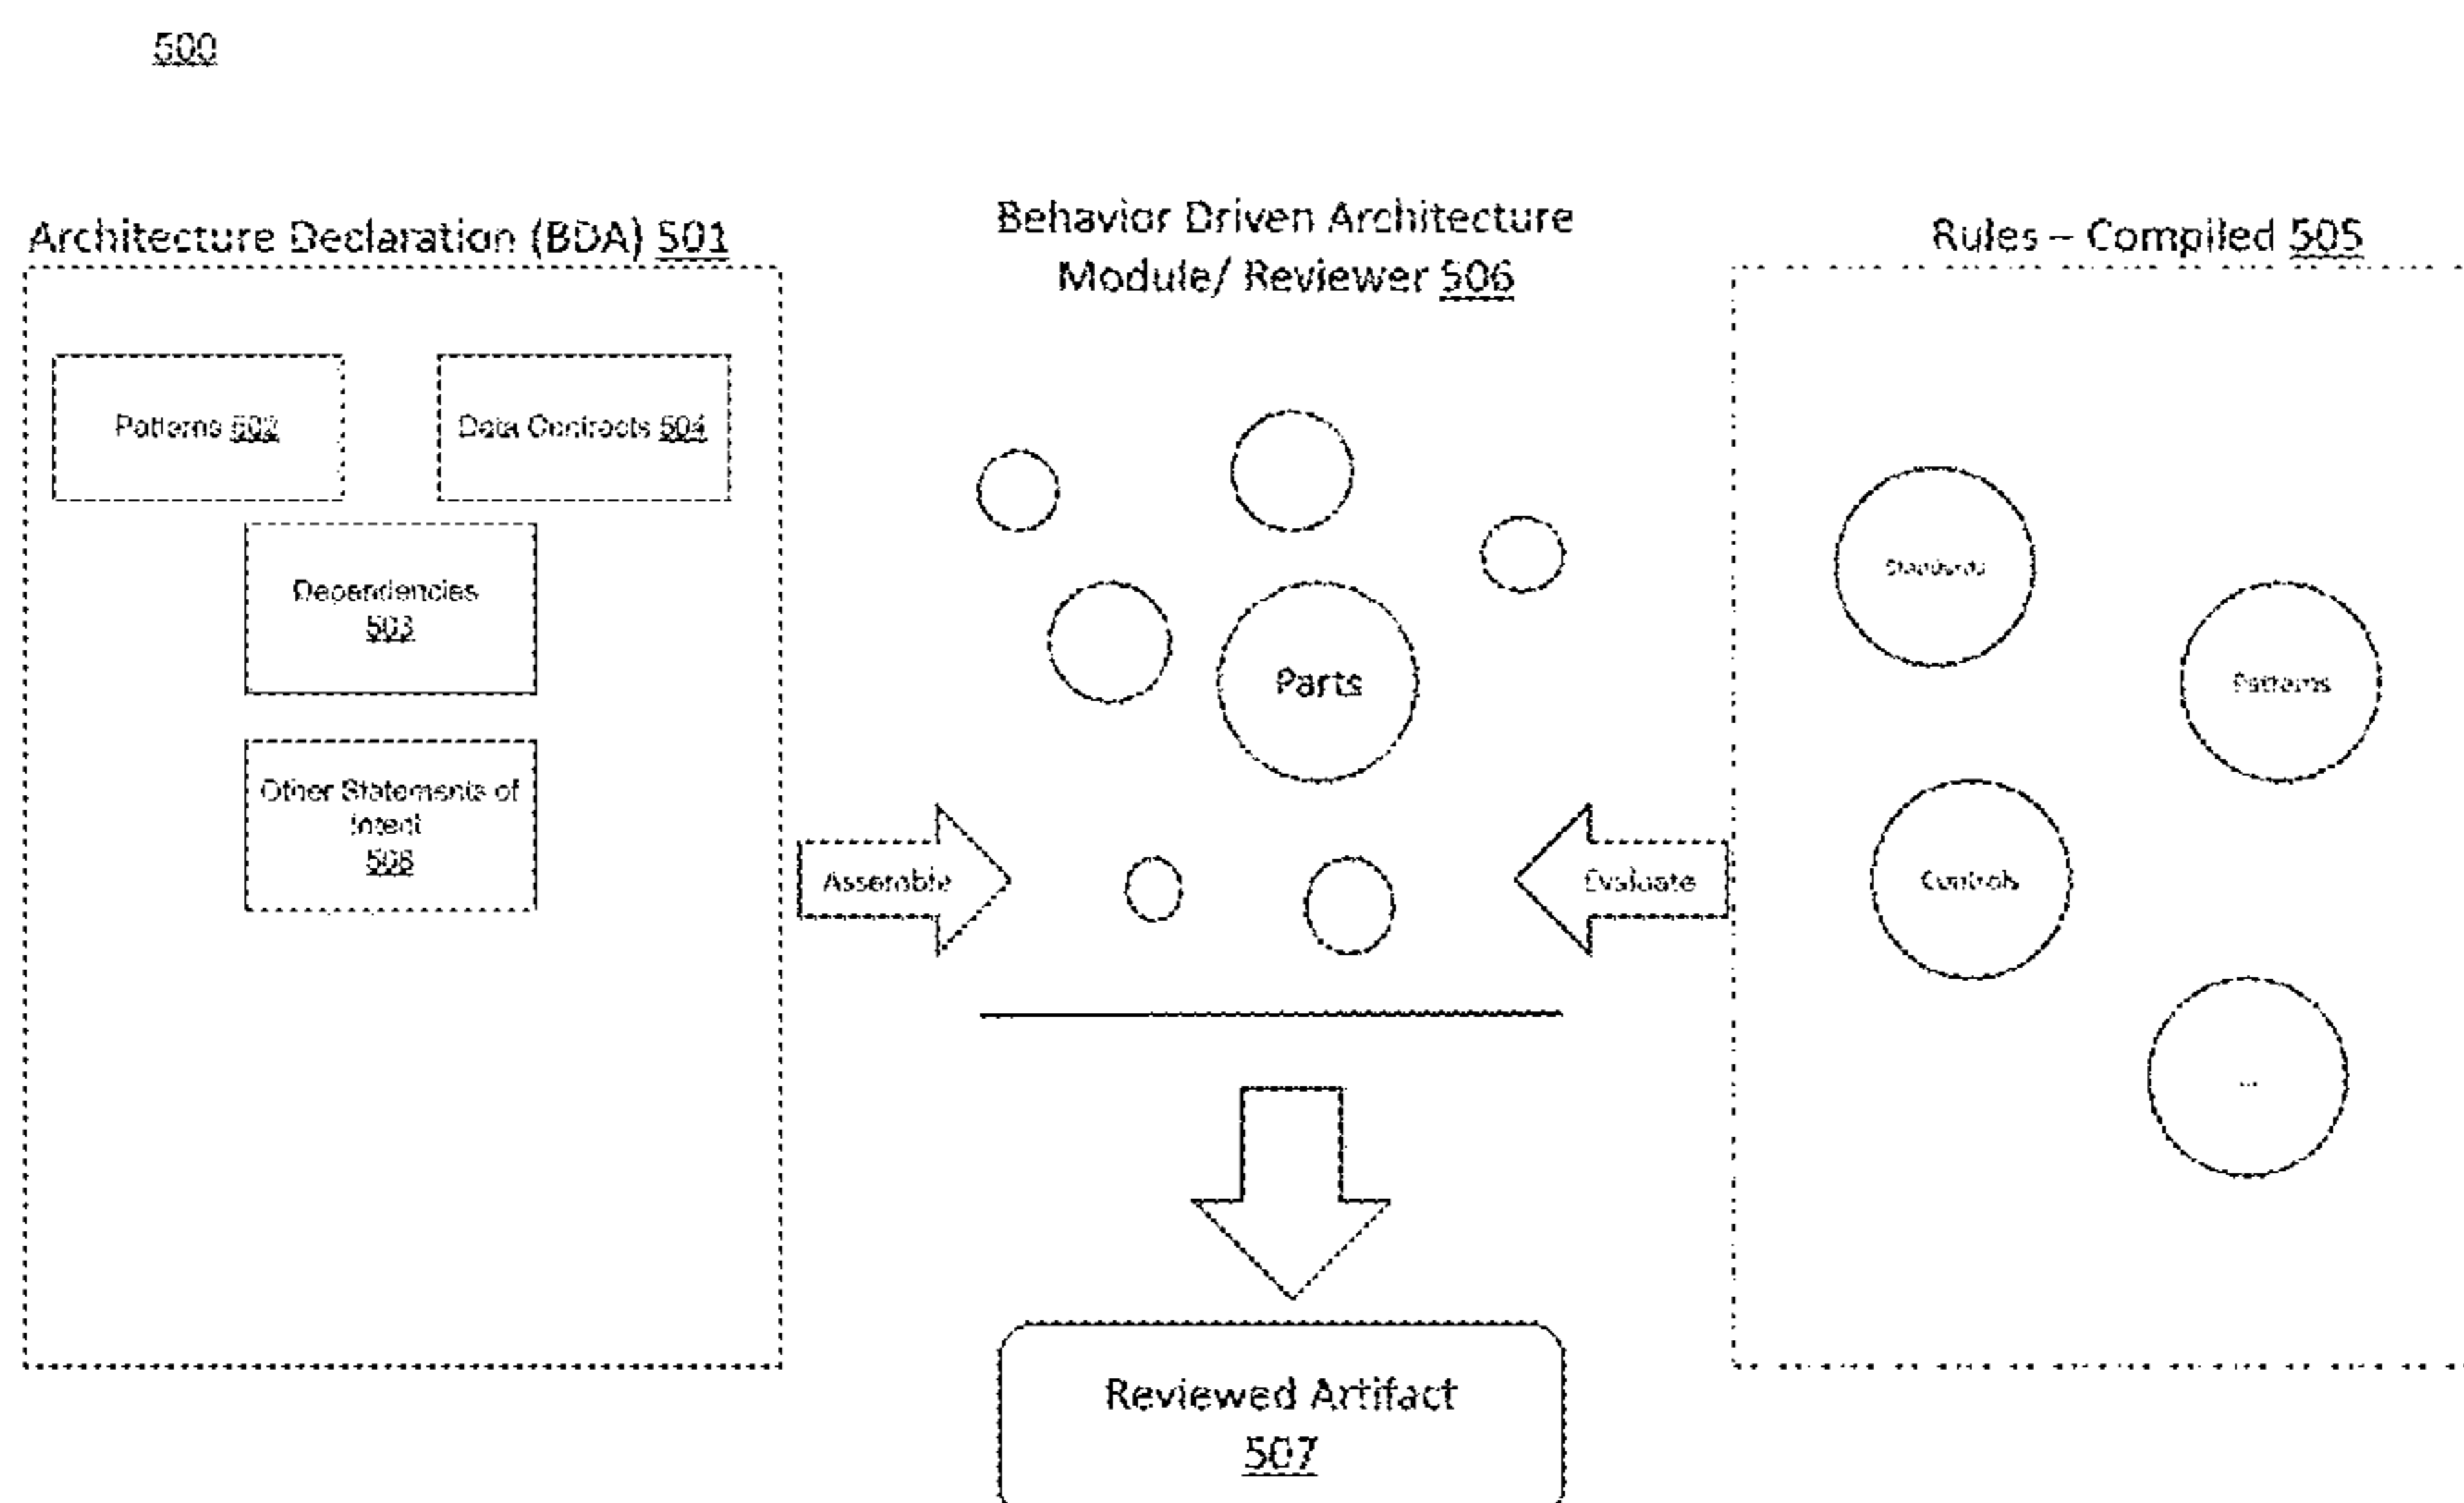 500
Architecture Declaration (BDA) 501
Patterns 502
Data Contracts 504
Dependencies
503
Other Statements of
Intent
508
Assemble
Behavior Driven Architecture
Module/ Reviewer 506
Parts
Evaluate
Rules – Compiled 505
Standards
Patterns
Controls
...
Reviewed Artifact
507